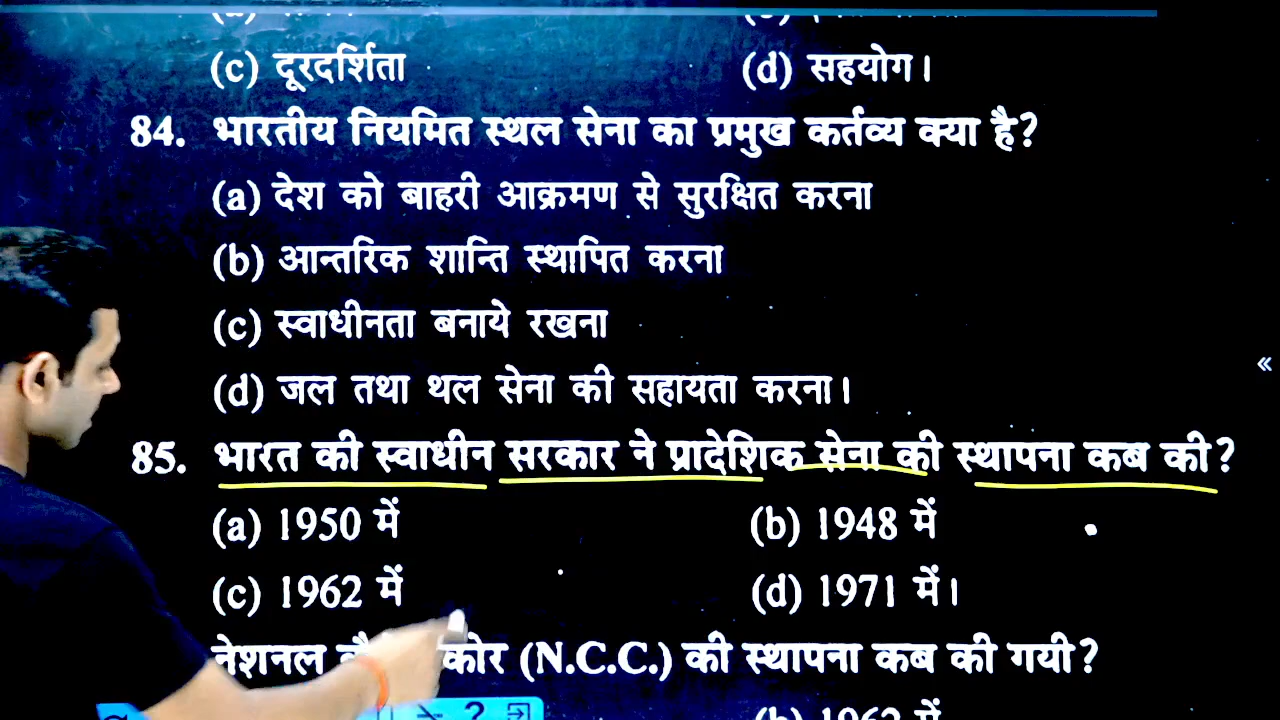 (c) दूरदर्शिता (d) सहयोग।
84. भारतीय नियमित स्थल सेना का प्रमुख कर्तव्य क्या है?
(a) देश को बाहरी आक्रमण से सुरक्षित करना
(b) आन्तरिक शान्ति स्थापित करना
(c) स्वाधीनता बनाये रखना
(d) जल तथा थल सेना की सहायता करना।
85. भारत की स्वाधीन सरकार ने प्रादेशिक सेना की स्थापना कब की?
(a) 1950 में (b) 1948 में
(c) 1962 में (d) 1971 में।
नेशनल कोर (N.C.C.) की स्थापना कब की गयी?
(b) 1962 में